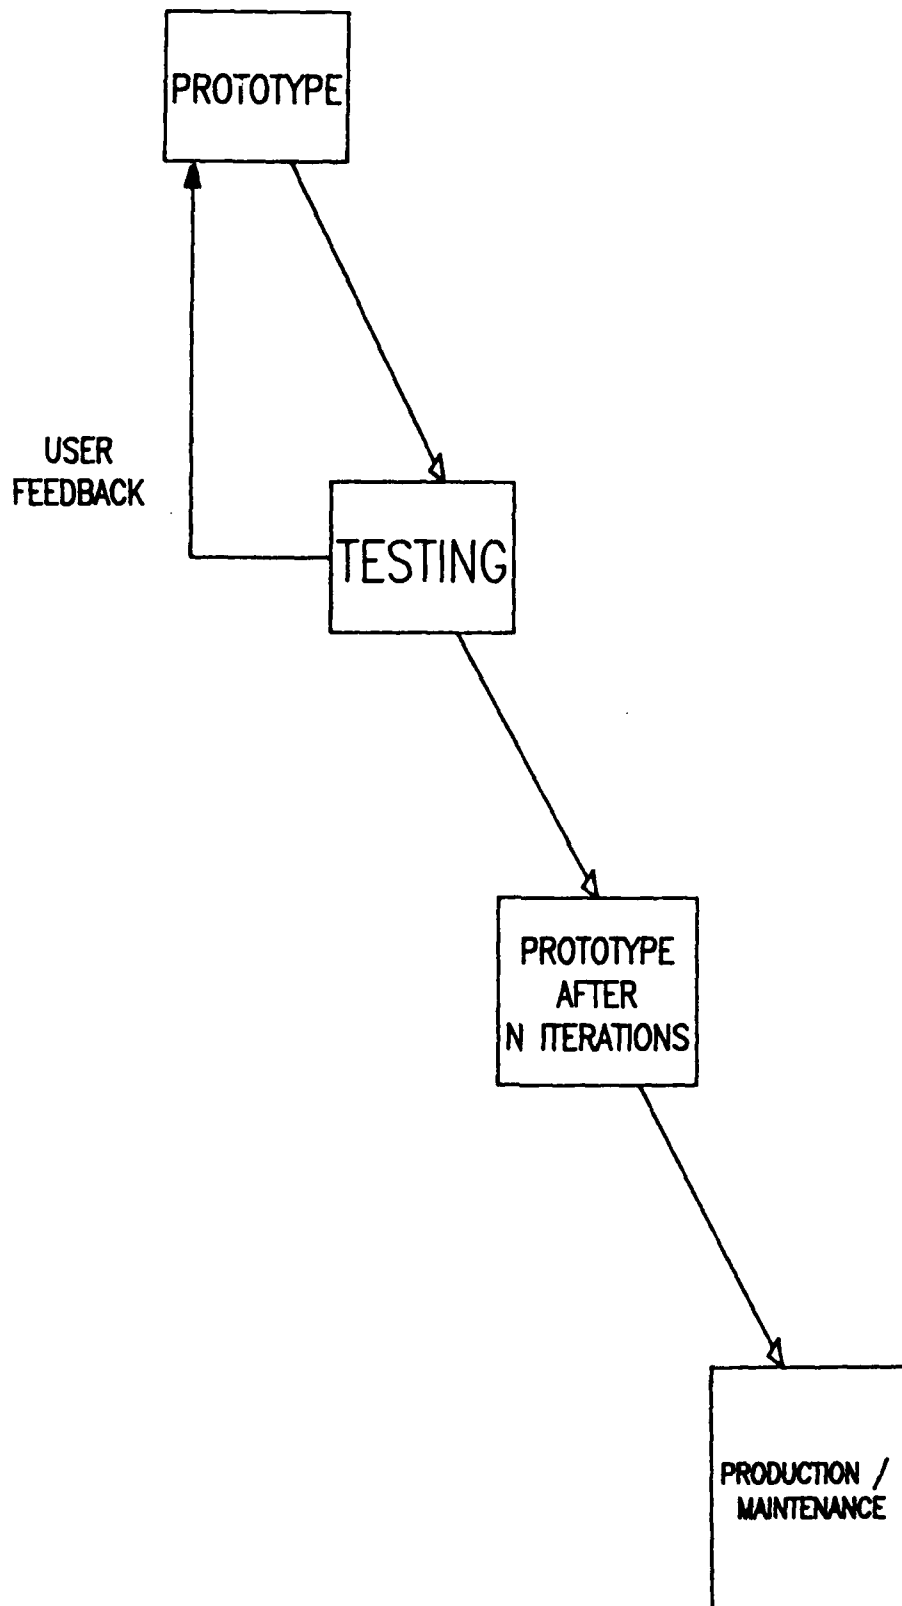 PROTOTYPE
USER
FEEDBACK
TESTING
PROTOTYPE
AFTER
N ITERATIONS
PRODUCTION /
MAINTENANCE